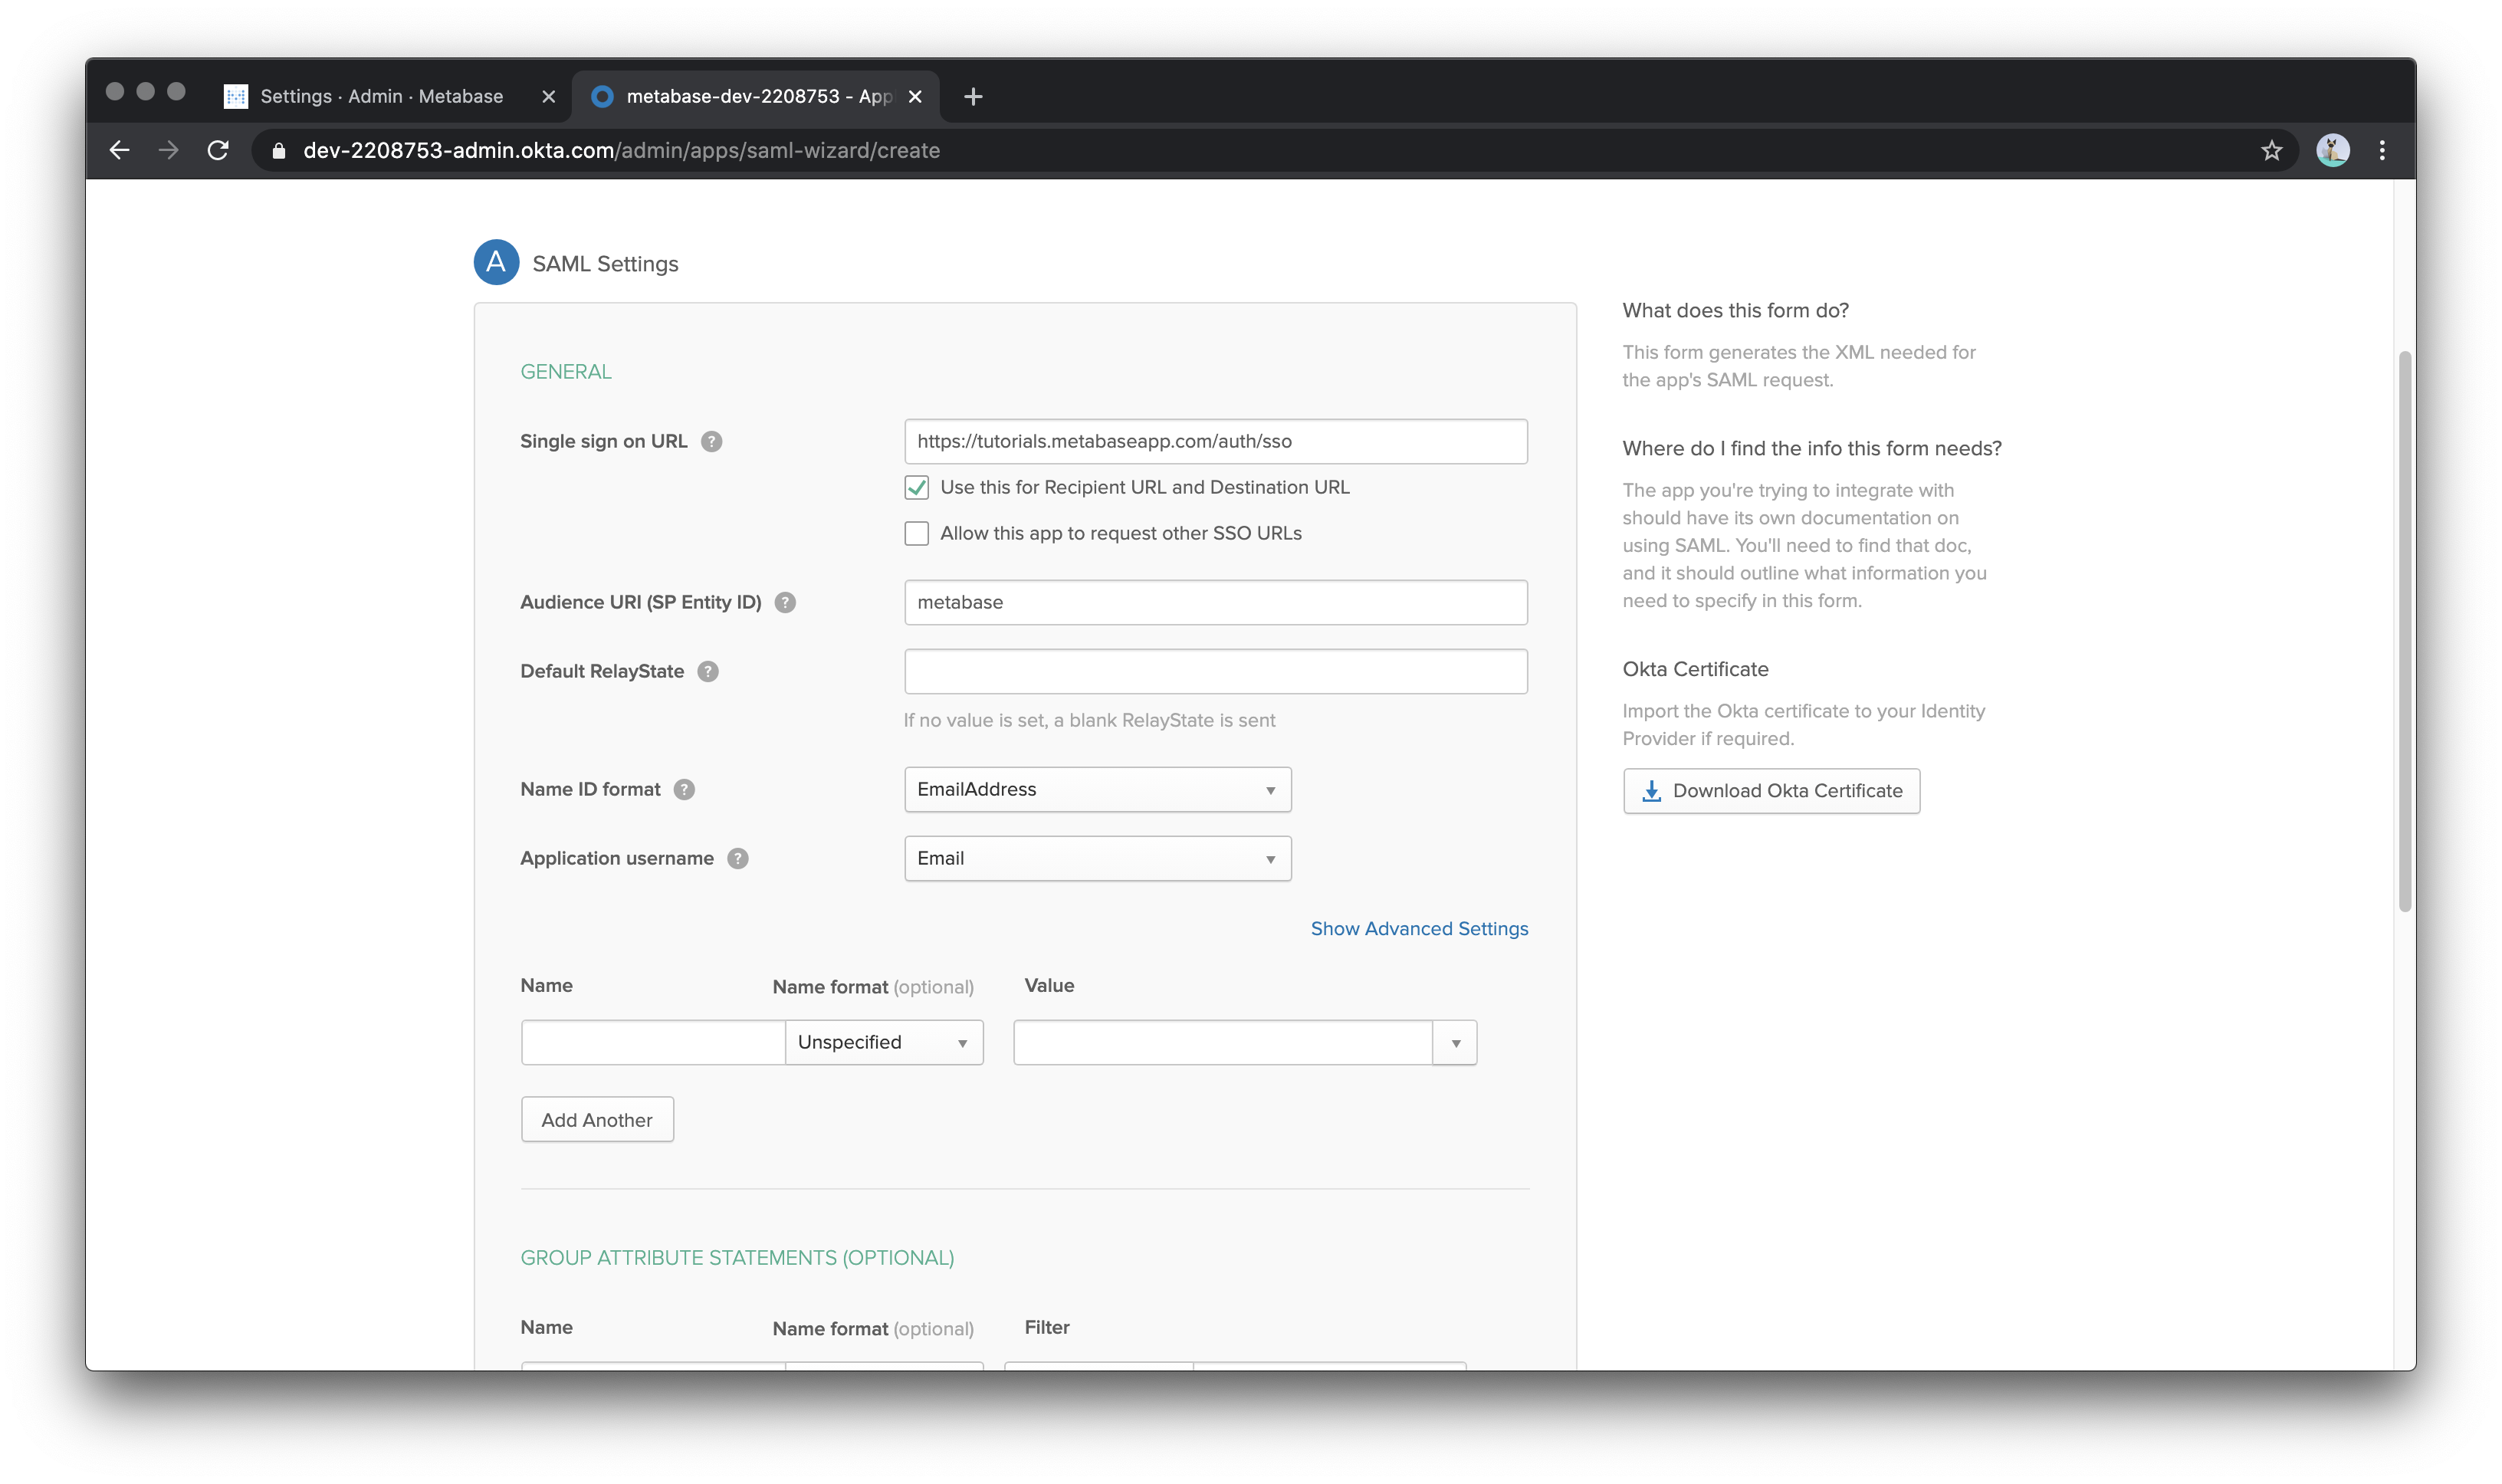 Settings · Admin · Metabase
metabase-dev-2208753 - App
dev-2208753-admin.okta.com/admin/apps/saml-wizard/create
A SAML Settings
GENERAL
Single sign on URL ? https://tutorials.metabaseapp.com/auth/sso
Use this for Recipient URL and Destination URL
Allow this app to request other SSO URLs
Audience URI (SP Entity ID) ? metabase
Default RelayState ?
If no value is set, a blank RelayState is sent
Name ID format ? EmailAddress
Application username ? Email
Show Advanced Settings
Name Name format (optional) Value
Unspecified
Add Another
GROUP ATTRIBUTE STATEMENTS (OPTIONAL)
Name Name format (optional) Filter
What does this form do?
This form generates the XML needed for
the app's SAML request.
Where do I find the info this form needs?
The app you're trying to integrate with
should have its own documentation on
using SAML. You'll need to find that doc,
and it should outline what information you
need to specify in this form.
Okta Certificate
Import the Okta certificate to your Identity
Provider if required.
Download Okta Certificate